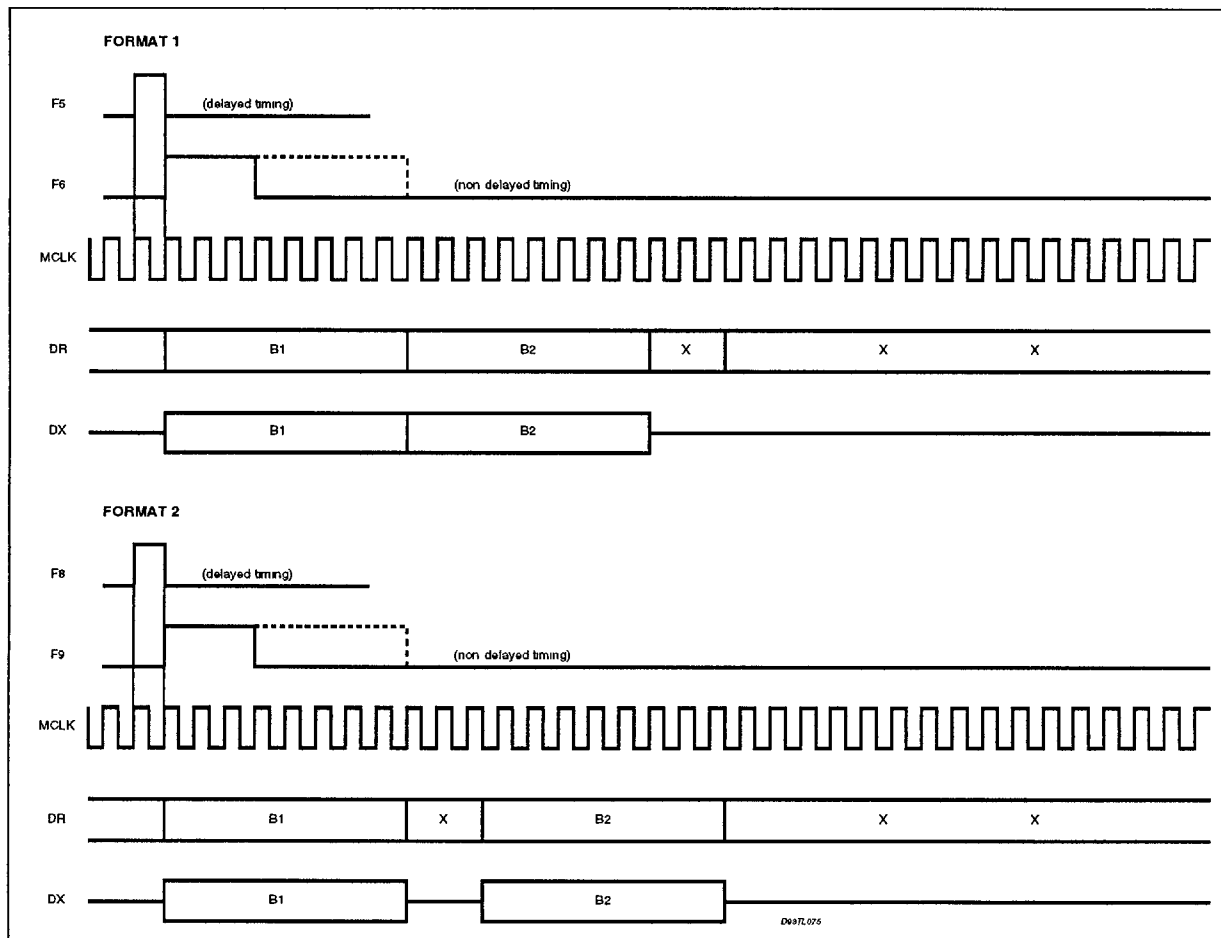 FORMAT 1
F5 (delayed timing)
F6 (non delayed timing)
MCLK
DR B1 B2 X X X
DX B1 B2
FORMAT 2
F8 (delayed timing)
F9 (non delayed timing)
MCLK
DR B1 X B2 X X
DX B1 B2
D93TL075